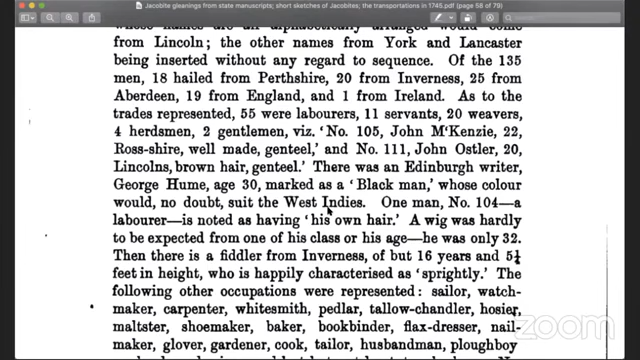 Jacobite gleanings from state manuscripts; short sketches of Jacobites; the transportations in 1745.pdf (page 58 of 79)
whose names are all alphabetically arranged would come
from Lincoln; the other names from York and Lancaster
being inserted without any regard to sequence. Of the 135
men, 18 hailed from Perthshire, 20 from Inverness, 25 from
Aberdeen, 19 from England, and 1 from Ireland. As to the
trades represented, 55 were labourers, 11 servants, 20 weavers,
4 herdsmen, 2 gentlemen, viz. ‘No. 105, John M‘Kenzie, 22,
Ross-shire, well made, genteel,’ and No. 111, John Ostler, 20,
Lincolns, brown hair, genteel.’ There was an Edinburgh writer,
George Hume, age 30, marked as a ‘Black man,’ whose colour
would, no doubt, suit the West Indies. One man, No. 104—a
labourer—is noted as having ‘his own hair.’ A wig was hardly
to be expected from one of his class or his age—he was only 32.
Then there is a fiddler from Inverness, of but 16 years and 5¼
feet in height, who is happily characterised as ‘sprightly.’ The
following other occupations were represented: sailor, watch-
maker, carpenter, whitesmith, pedlar, tallow-chandler, hosier,
maltster, shoemaker, baker, bookbinder, flax-dresser, nail-
maker, glover, gardener, cook, tailor, husbandman, ploughboy
zoom